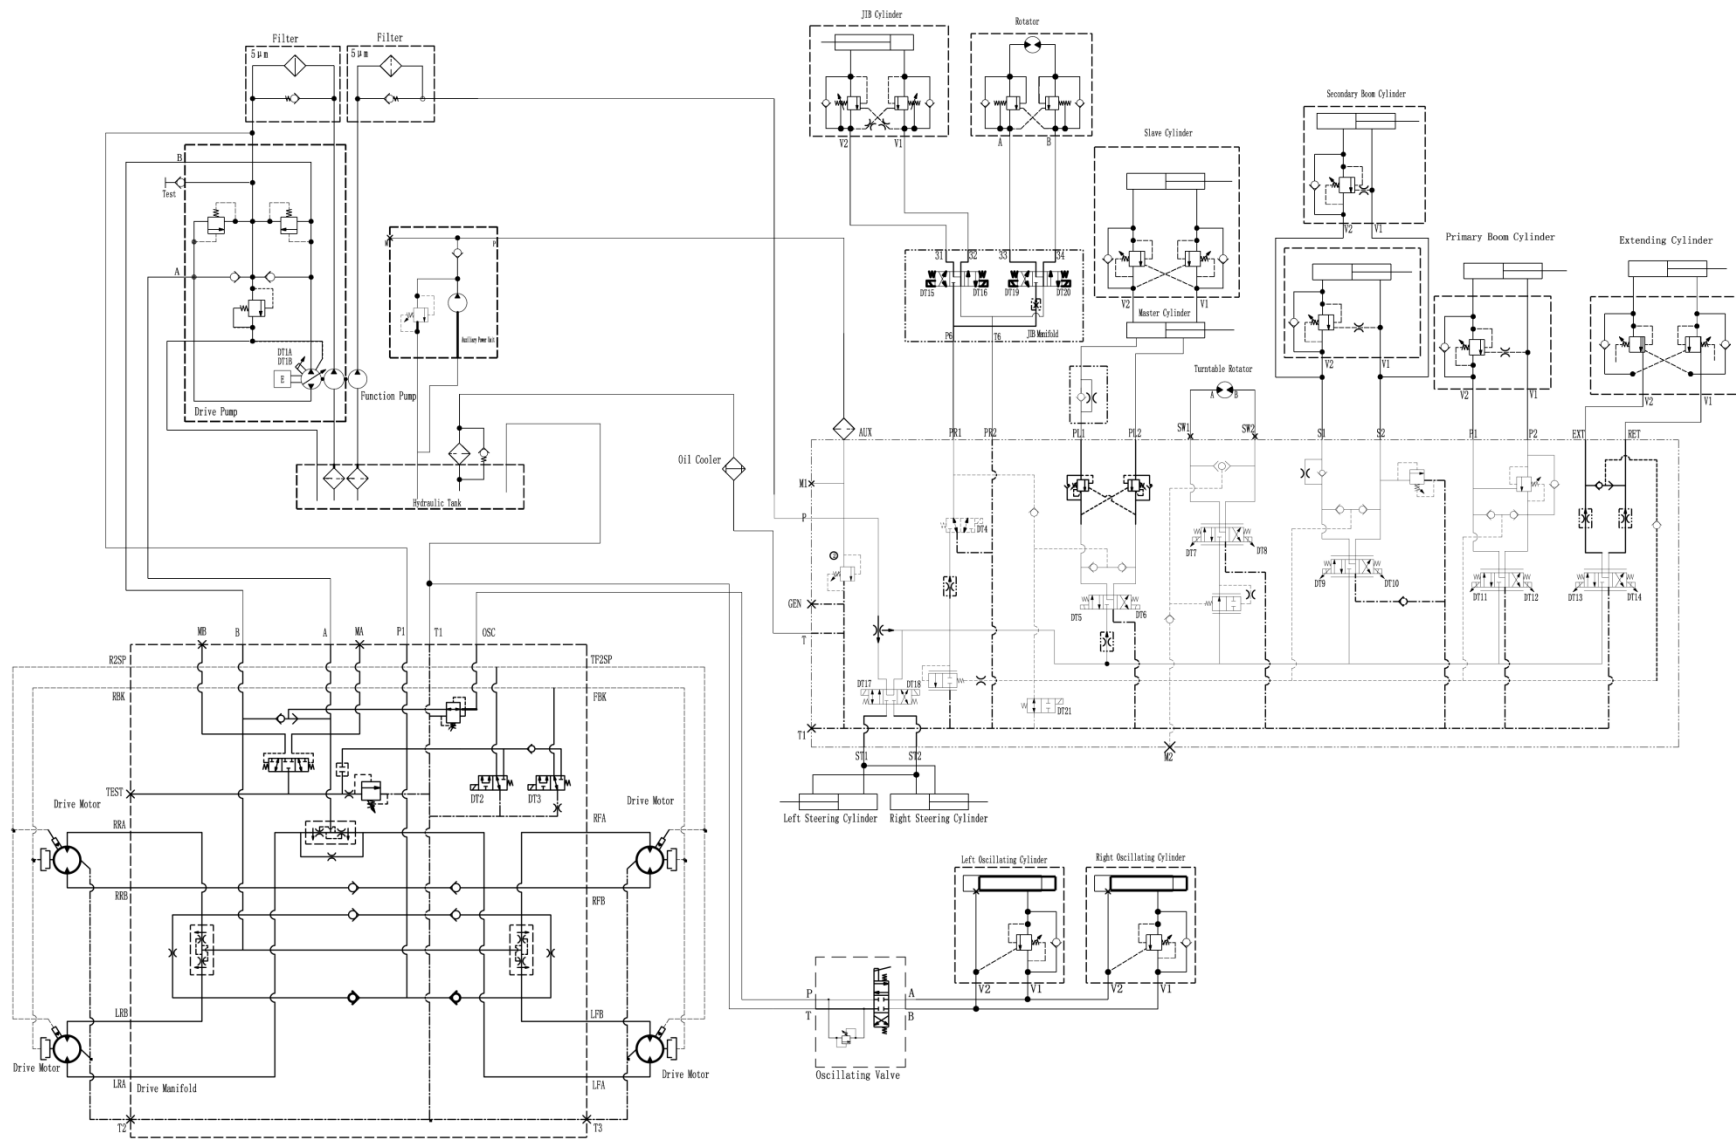 JIB Cylinder
Rotator
Filter
Filter
5μm
5μm
Secondary Boom Cylinder
Slave Cylinder
V2
V1
A
B
B
Test
V2
V1
Primary Boom Cylinder
Extending Cylinder
31
32
33
34
A
DT15
DT16
DT19
DT20
V2
V1
Master Cylinder
P6
T6
JIB Manifold
Auxiliary Power Unit
DT1A
DT1B
E
Function Pump
Drive Pump
V2
V1
Turntable Rotator
A
B
V2
V1
V2
V1
AUX
PR1
PR2
PL1
PL2
SW1
SW2
S1
S2
P1
P2
EXT
RET
Oil Cooler
Hydraulic Tank
M1
P
DT4
DT7
DT8
DT9
DT10
DT11
DT12
DT13
DT14
GEN
DT5
DT6
T
MB
B
A
MA
P1
T1
OSC
R2SP
TF2SP
RBK
FBK
DT17
DT18
DT21
T1
M2
ST1
ST2
TEST
DT2
DT3
Drive Motor
Drive Motor
Left Steering Cylinder
Right Steering Cylinder
RRA
RFA
Left Oscillating Cylinder
Right Oscillating Cylinder
RRB
RFB
V2
V1
V2
V1
P
A
T
B
LRB
LFB
Drive Motor
Drive Motor
Oscillating Valve
LRA
Drive Manifold
LFA
T2
T3